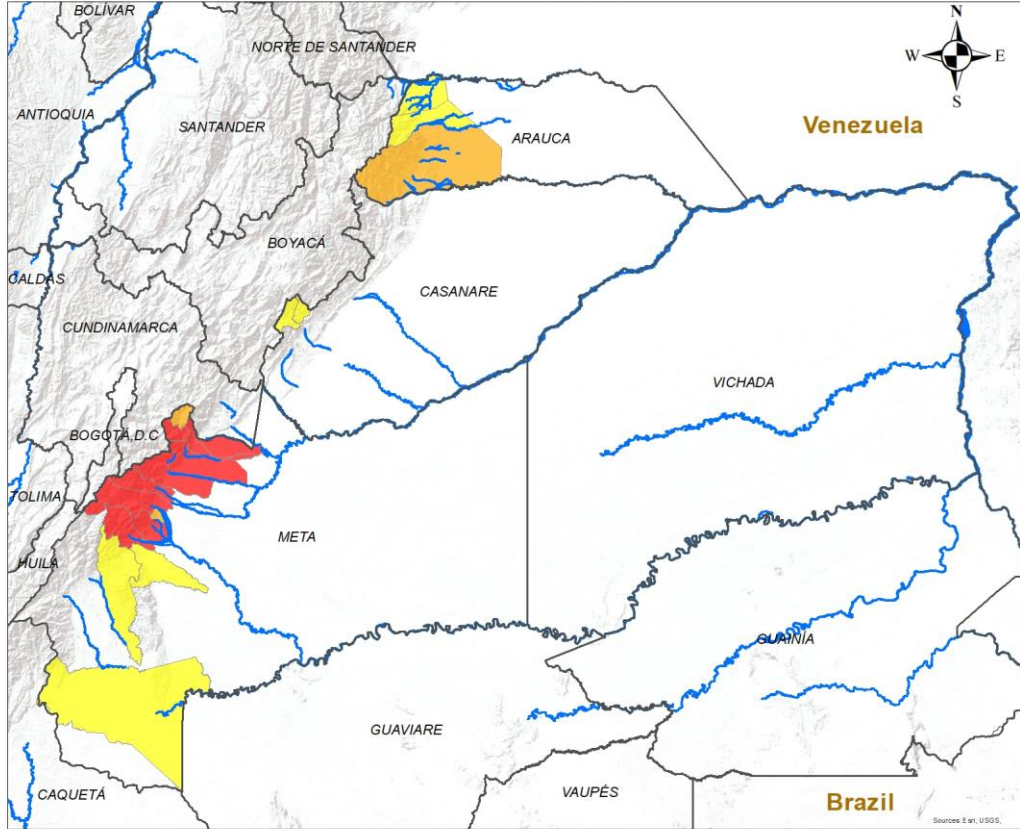 BOLÍVAR
N
NORTE DE SANTANDER
W
E
S
ANTIOQUIA
SANTANDER
ARAUCA
Venezuela
BOYACÁ
CALDAS
CASANARE
CUNDINAMARCA
VICHADA
BOGOTÁ.D.C
TOLIMA
META
HUILA
GUAINÍA
GUAVIARE
CAQUETÁ
VAUPÉS
Brazil
Sources: Esri, USGS,